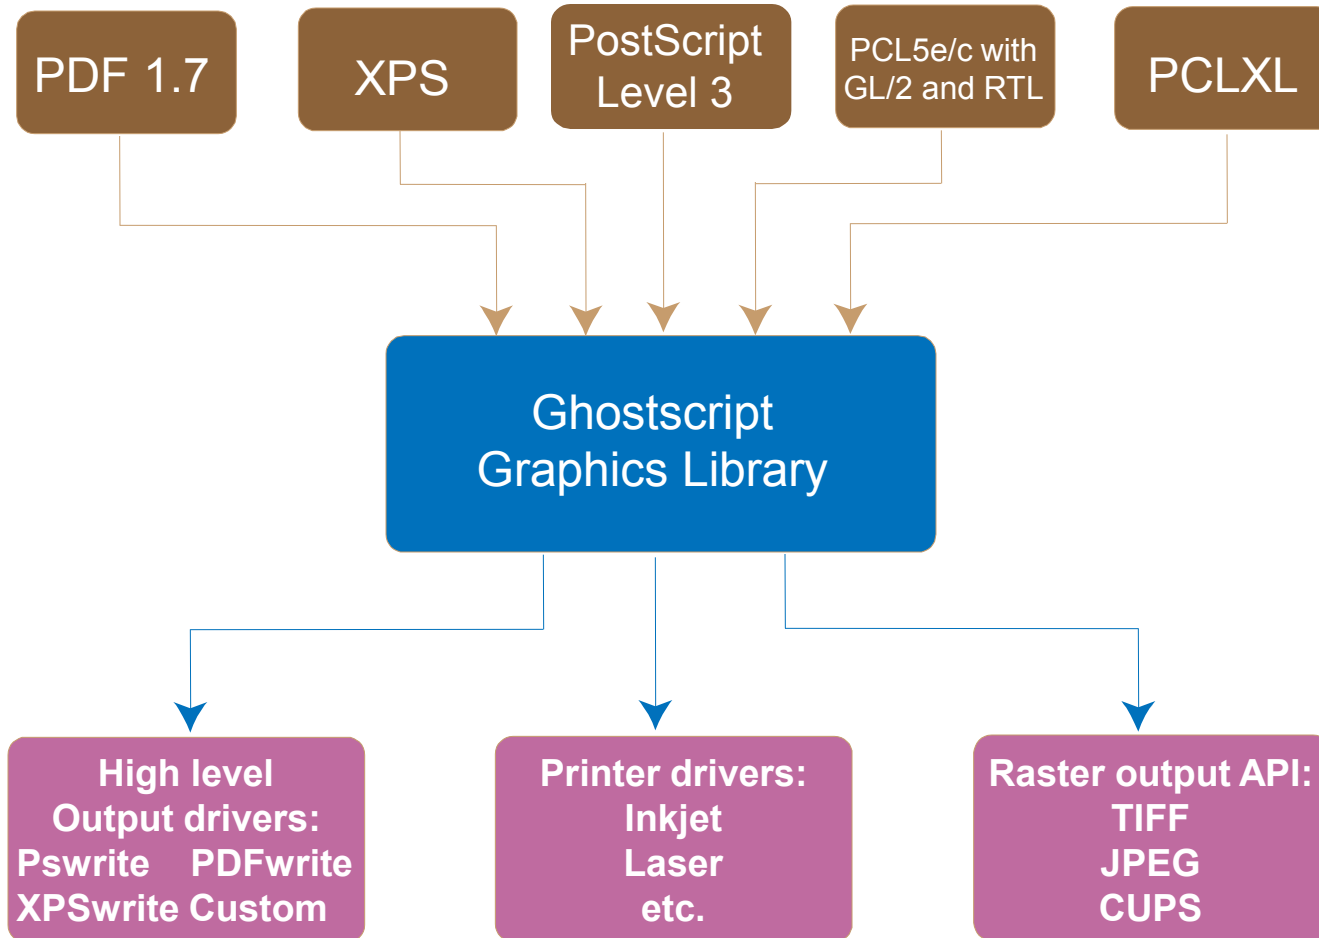 PDF 1.7
XPS
PostScript
Level 3
PCL5e/c with
GL/2 and RTL
PCLXL
Ghostscript
Graphics Library
High level
Output drivers:
Pswrite PDFwrite
XPSwrite Custom
Printer drivers:
Inkjet
Laser
etc.
Raster output API:
TIFF
JPEG
CUPS